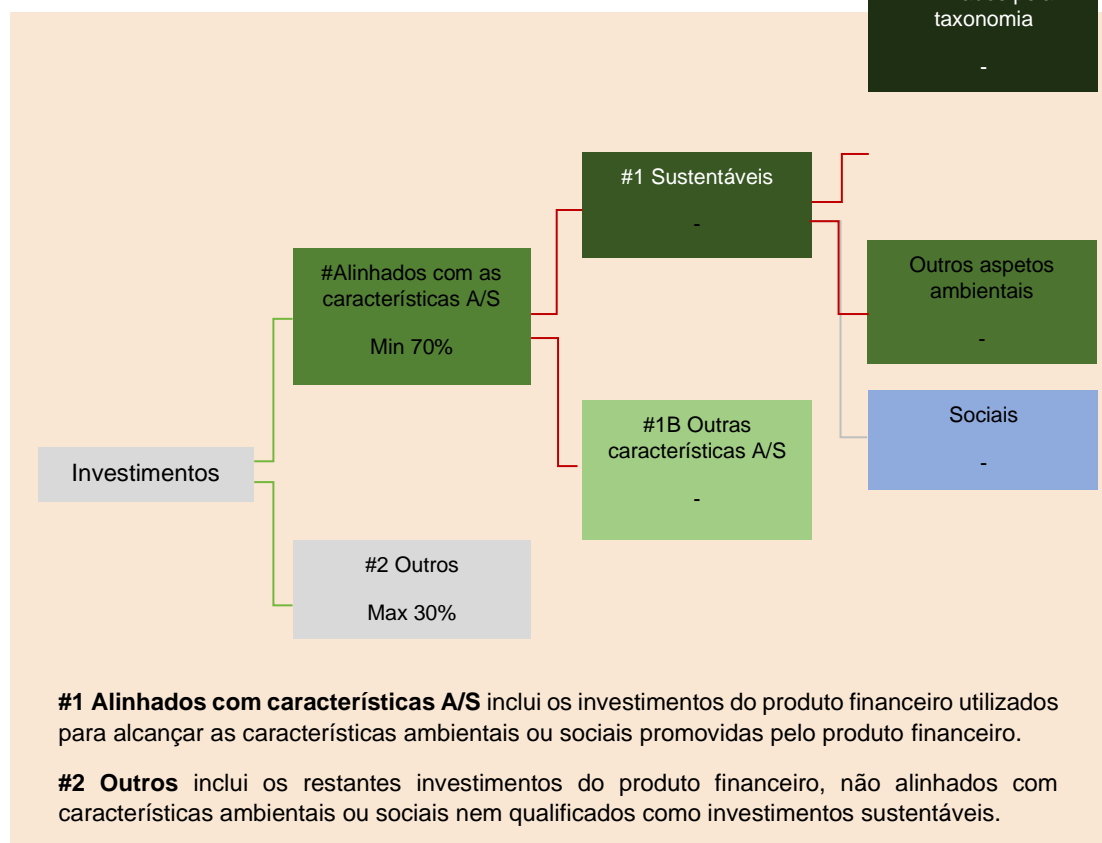 taxonomia
-
#1 Sustentáveis
-
#Alinhados com as
características A/S
Min 70%
Outros aspetos
ambientais
-
Sociais
-
#1B Outras
características A/S
-
Investimentos
#2 Outros
Max 30%
#1 Alinhados com características A/S inclui os investimentos do produto financeiro utilizados
para alcançar as características ambientais ou sociais promovidas pelo produto financeiro.
#2 Outros inclui os restantes investimentos do produto financeiro, não alinhados com
características ambientais ou sociais nem qualificados como investimentos sustentáveis.